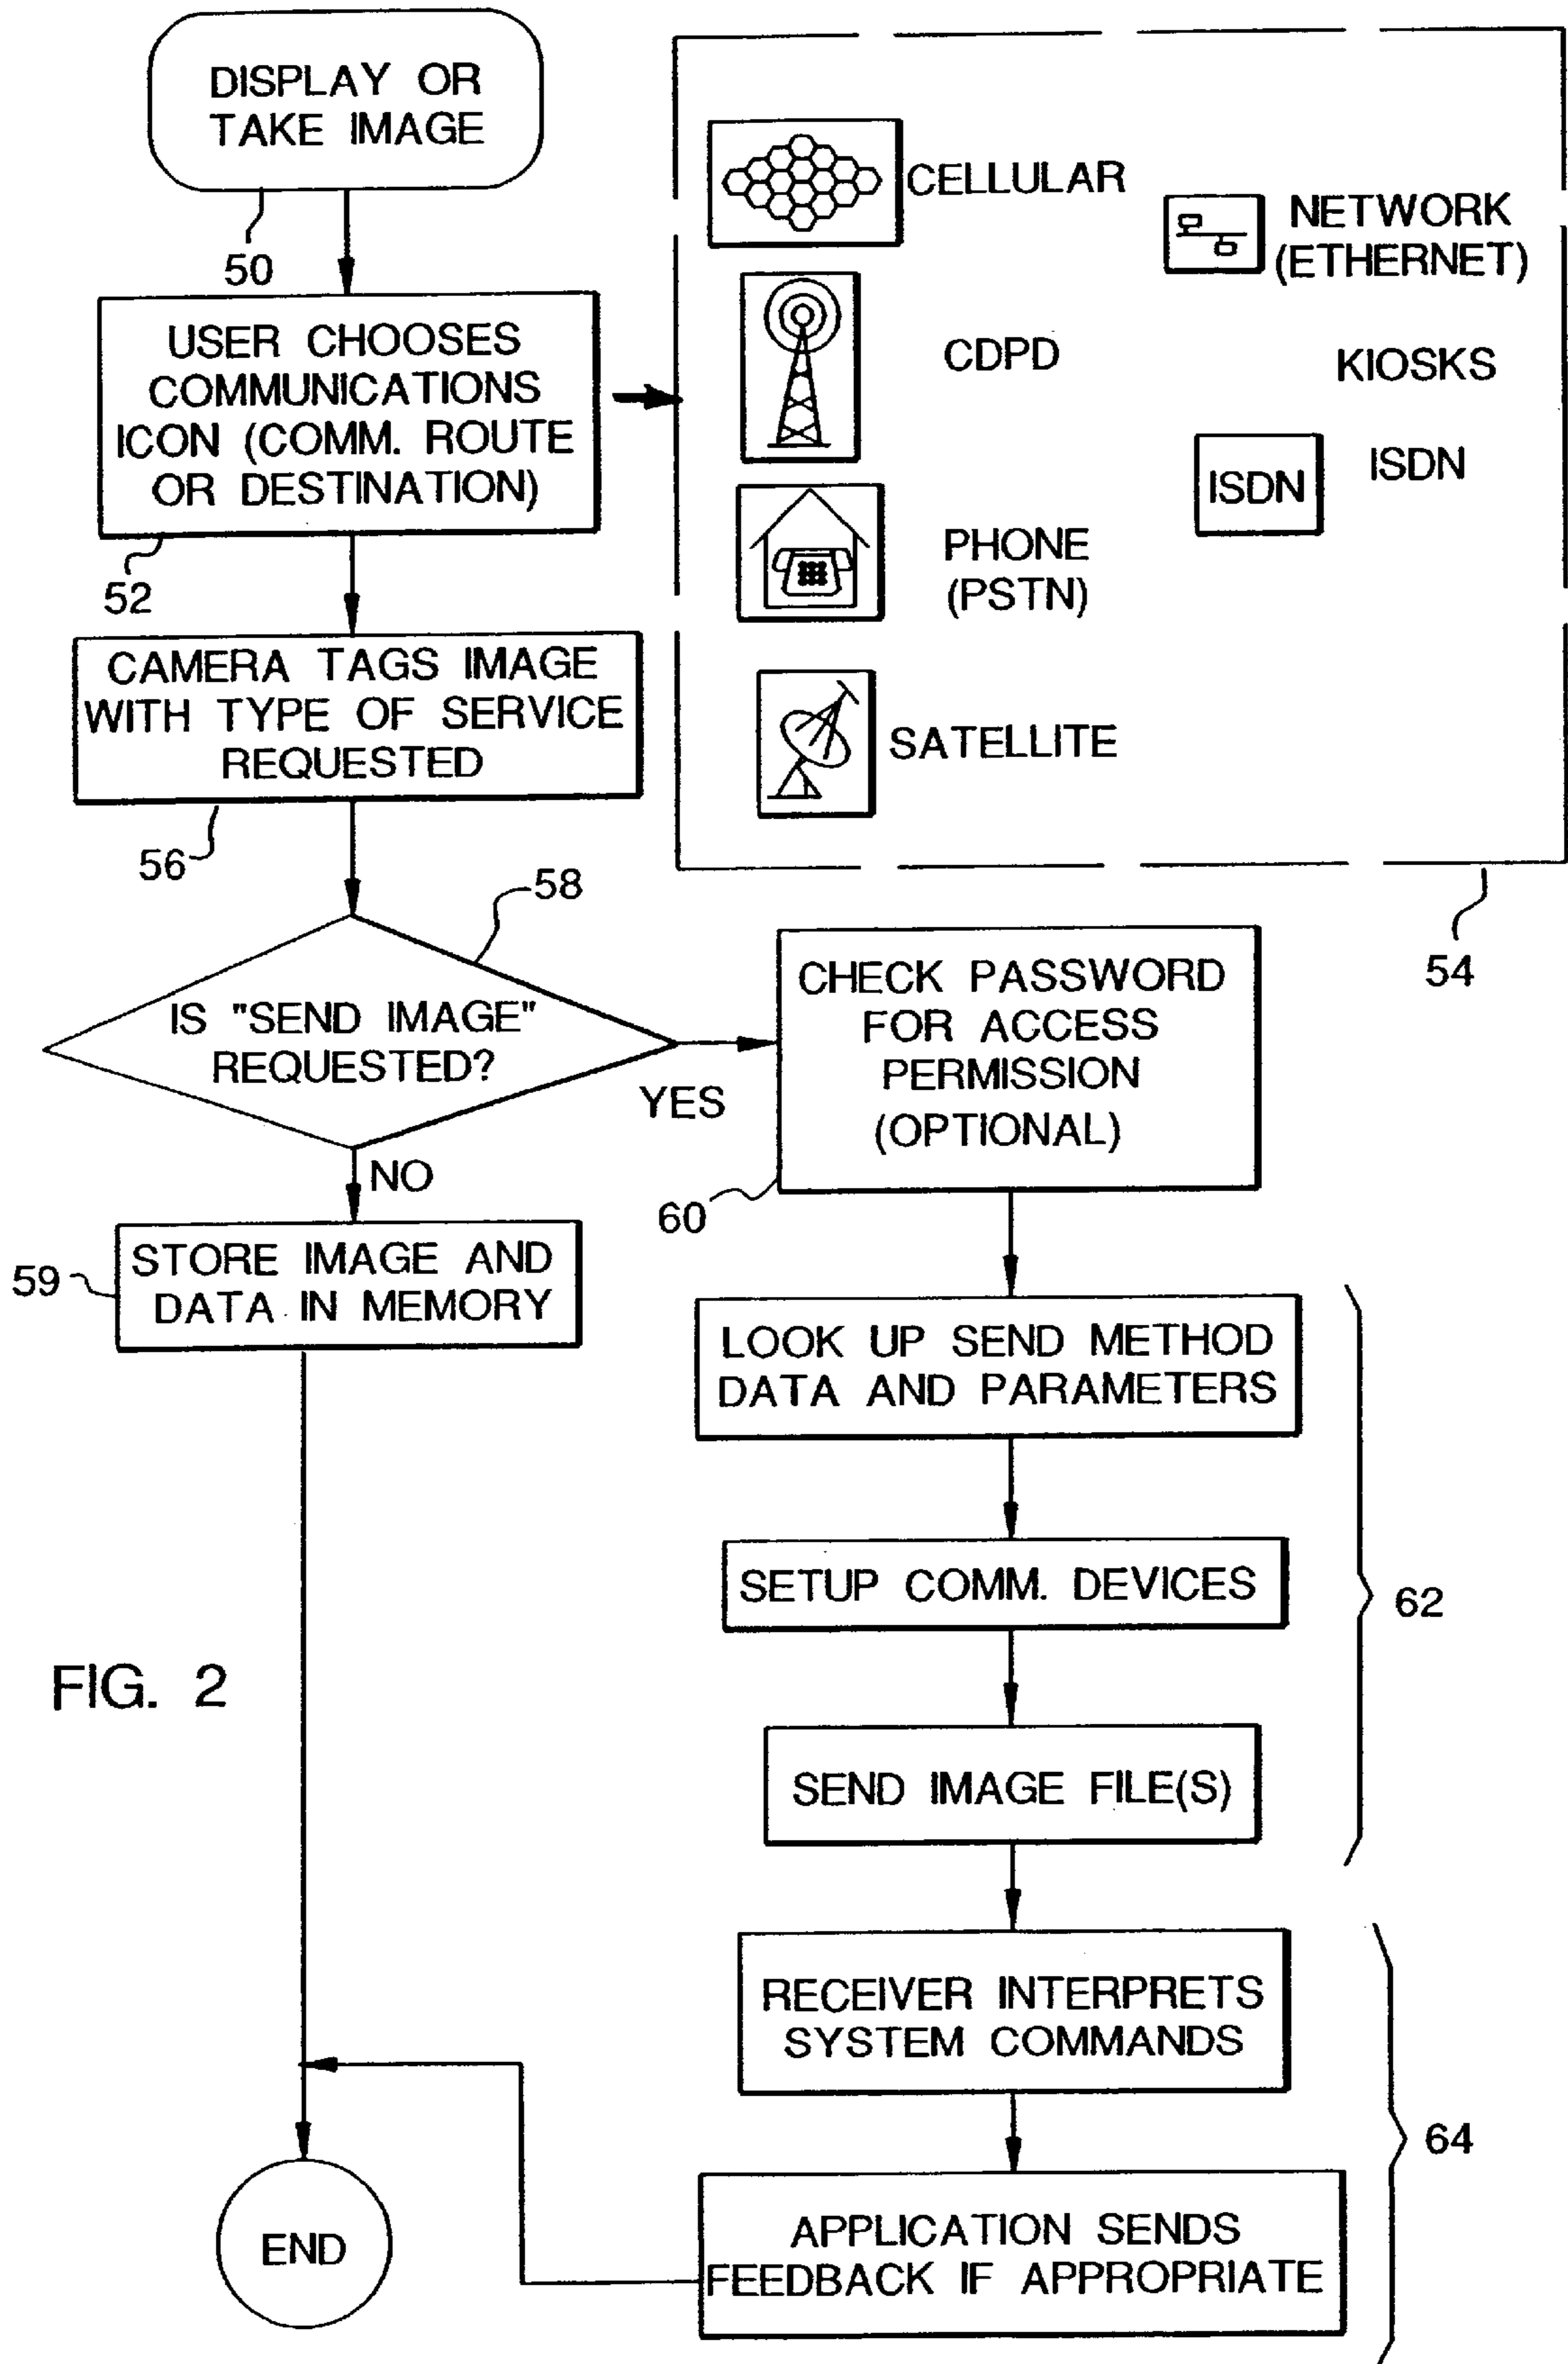 DISPLAY OR
TAKE IMAGE
50
USER CHOOSES
COMMUNICATIONS
ICON (COMM. ROUTE
OR DESTINATION)
52
CELLULAR
CDPD
PHONE
(PSTN)
SATELLITE
NETWORK
(ETHERNET)
KIOSKS
ISDN
ISDN
54
CAMERA TAGS IMAGE
WITH TYPE OF SERVICE
REQUESTED
56
58
IS "SEND IMAGE"
REQUESTED?
YES
NO
STORE IMAGE AND
DATA IN MEMORY
59
CHECK PASSWORD
FOR ACCESS
PERMISSION
(OPTIONAL)
60
LOOK UP SEND METHOD
DATA AND PARAMETERS
SETUP COMM. DEVICES
SEND IMAGE FILE(S)
62
RECEIVER INTERPRETS
SYSTEM COMMANDS
APPLICATION SENDS
FEEDBACK IF APPROPRIATE
64
END
FIG. 2